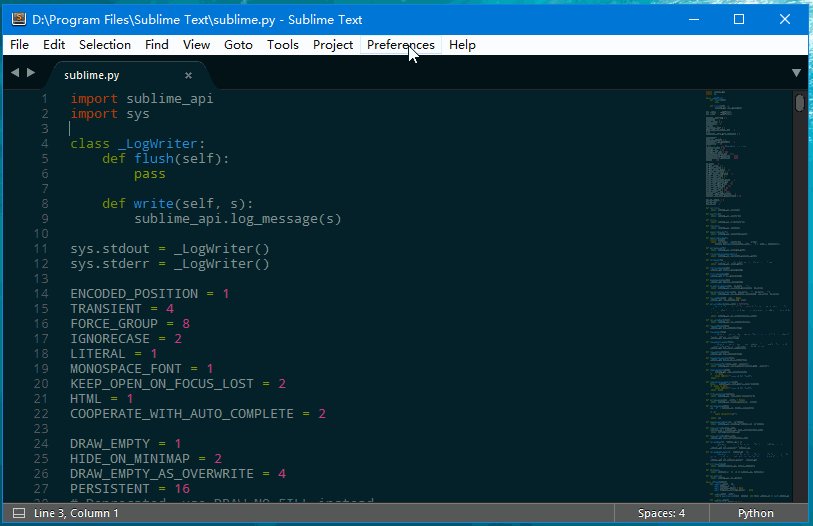 D:\Program Files\Sublime Text\sublime.py - Sublime Text
File Edit Selection Find View Goto Tools Project Preferences Help
sublime.py
1 import sublime_api
2 import sys
3
4 class _LogWriter:
5     def flush(self):
6         pass
7
8     def write(self, s):
9         sublime_api.log_message(s)
10
11 sys.stdout = _LogWriter()
12 sys.stderr = _LogWriter()
13
14 ENCODED_POSITION = 1
15 TRANSIENT = 4
16 FORCE_GROUP = 8
17 IGNORECASE = 2
18 LITERAL = 1
19 MONOSPACE_FONT = 1
20 KEEP_OPEN_ON_FOCUS_LOST = 2
21 HTML = 1
22 COOPERATE_WITH_AUTO_COMPLETE = 2
23
24 DRAW_EMPTY = 1
25 HIDE_ON_MINIMAP = 2
26 DRAW_EMPTY_AS_OVERWRITE = 4
27 PERSISTENT = 16
Line 3, Column 1 Spaces: 4 Python